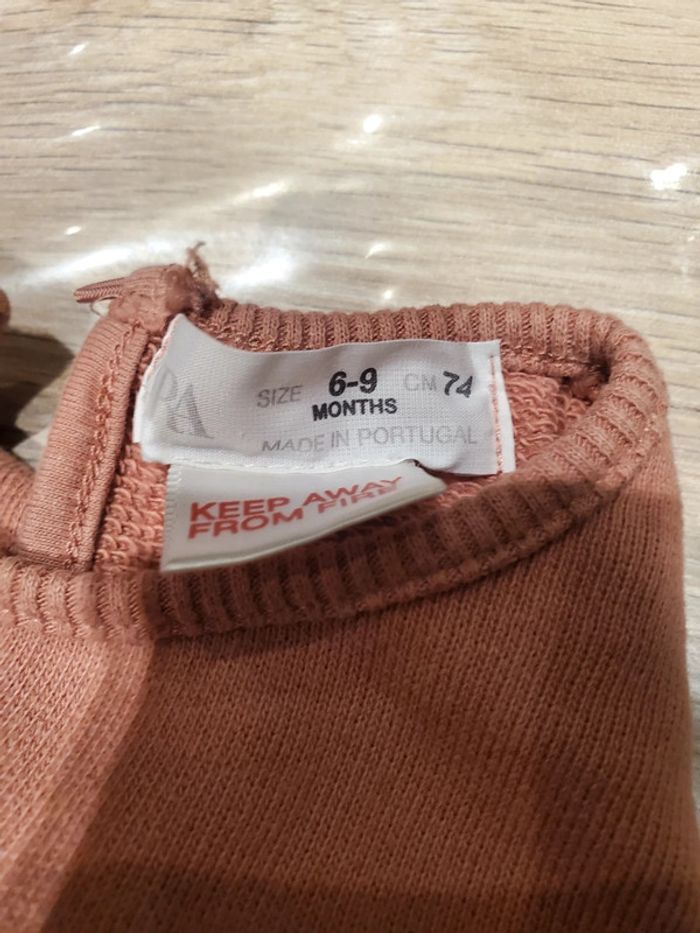 SIZE 6-9 MONTHS CM 74
MADE IN PORTUGAL
KEEP AWAY
FROM FIRE